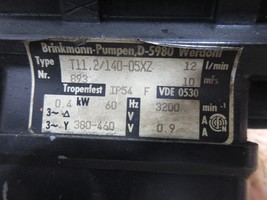 Brinkmann-Pumpen, D-5980 Werdohl
Type T11.2/140-05XZ 12 l/min
Nr. 893 10 m
Tropenfest IP54 F VDE 0530
0.4 kW 60 Hz 3200 min⁻¹
3~ Δ V A
3~ Y 380-460 V 0.9 A